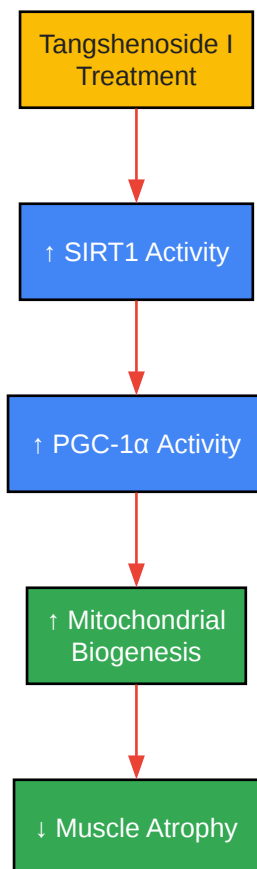 Tangshenoside I
Treatment
↑ SIRT1 Activity
↑ PGC-1α Activity
↑ Mitochondrial
Biogenesis
↓ Muscle Atrophy